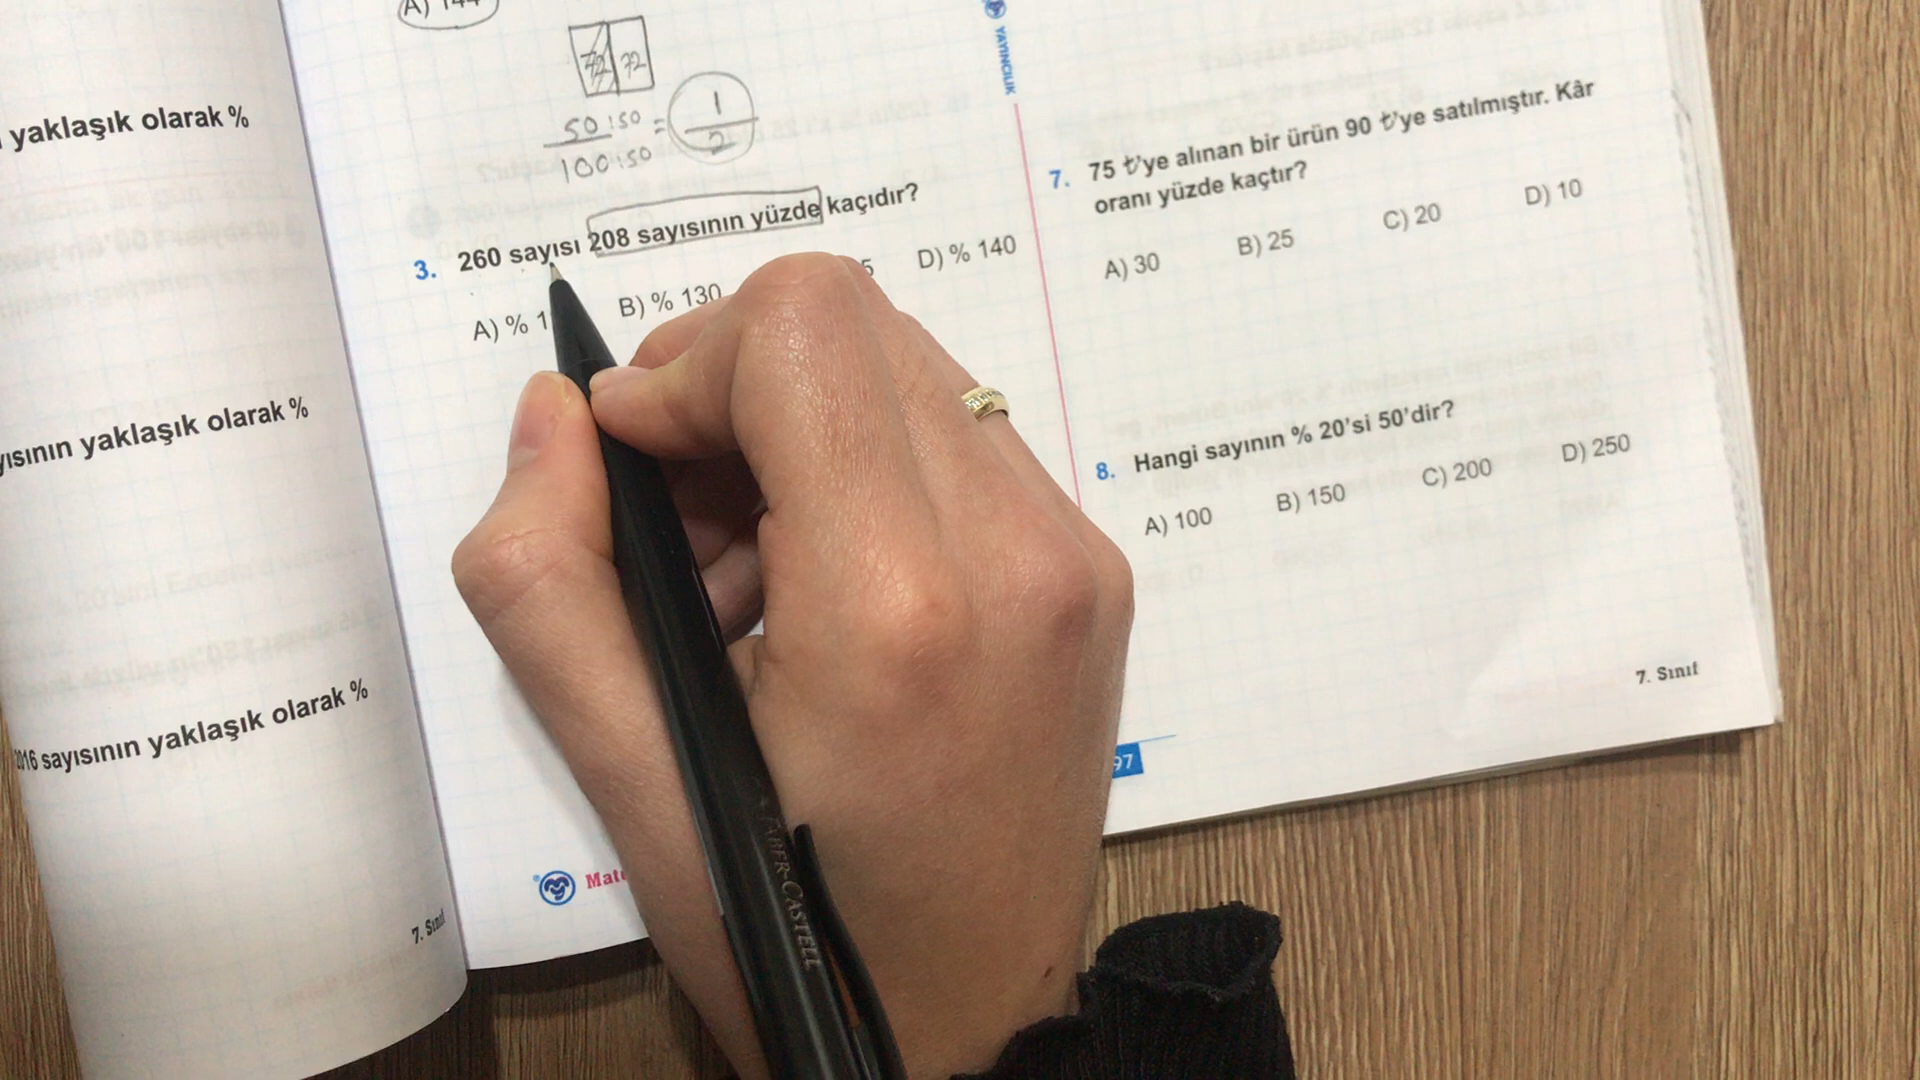 yaklaşık olarak %
yaklaşık olarak %
sayısının yaklaşık olarak %
7. Sınıf
A) 144
72 72
50:50 = 1
100:50 2
3. 260 sayısı 208 sayısının yüzde kaçıdır?
A) % 1 B) % 130 5 D) % 140
YAYINCILIK
7. 75 ₺'ye alınan bir ürün 90 ₺'ye satılmıştır. Kâr
oranı yüzde kaçtır?
A) 30 B) 25 C) 20 D) 10
8. Hangi sayının % 20'si 50'dir?
A) 100 B) 150 C) 200 D) 250
7. Sınıf
97
FABER-CASTELL